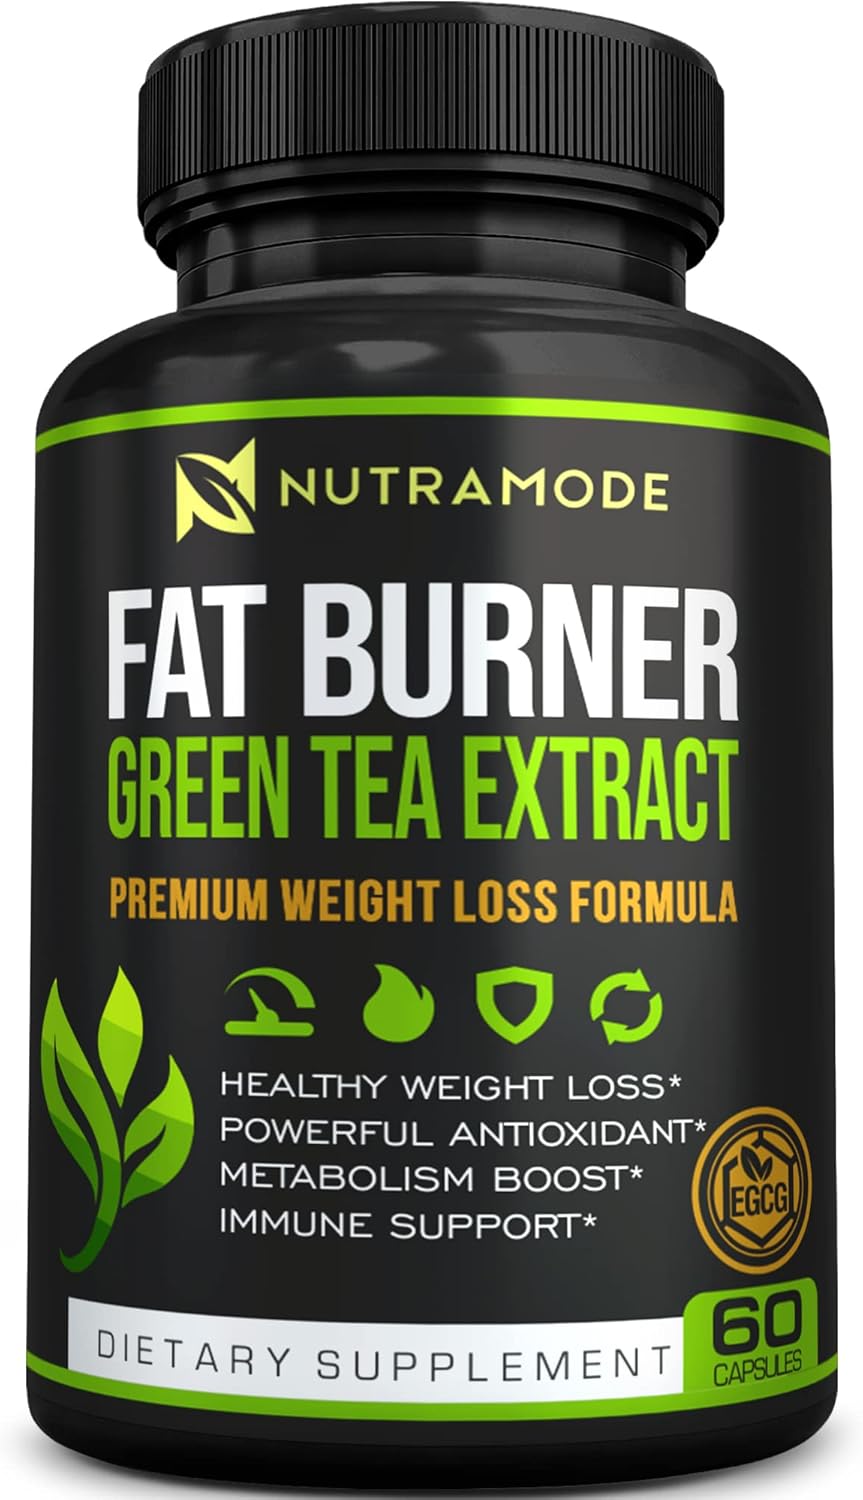 NUTRAMODE
FAT BURNER
GREEN TEA EXTRACT
PREMIUM WEIGHT LOSS FORMULA
HEALTHY WEIGHT LOSS*
POWERFUL ANTIOXIDANT*
METABOLISM BOOST*
IMMUNE SUPPORT*
EGCG
DIETARY SUPPLEMENT
60
CAPSULES